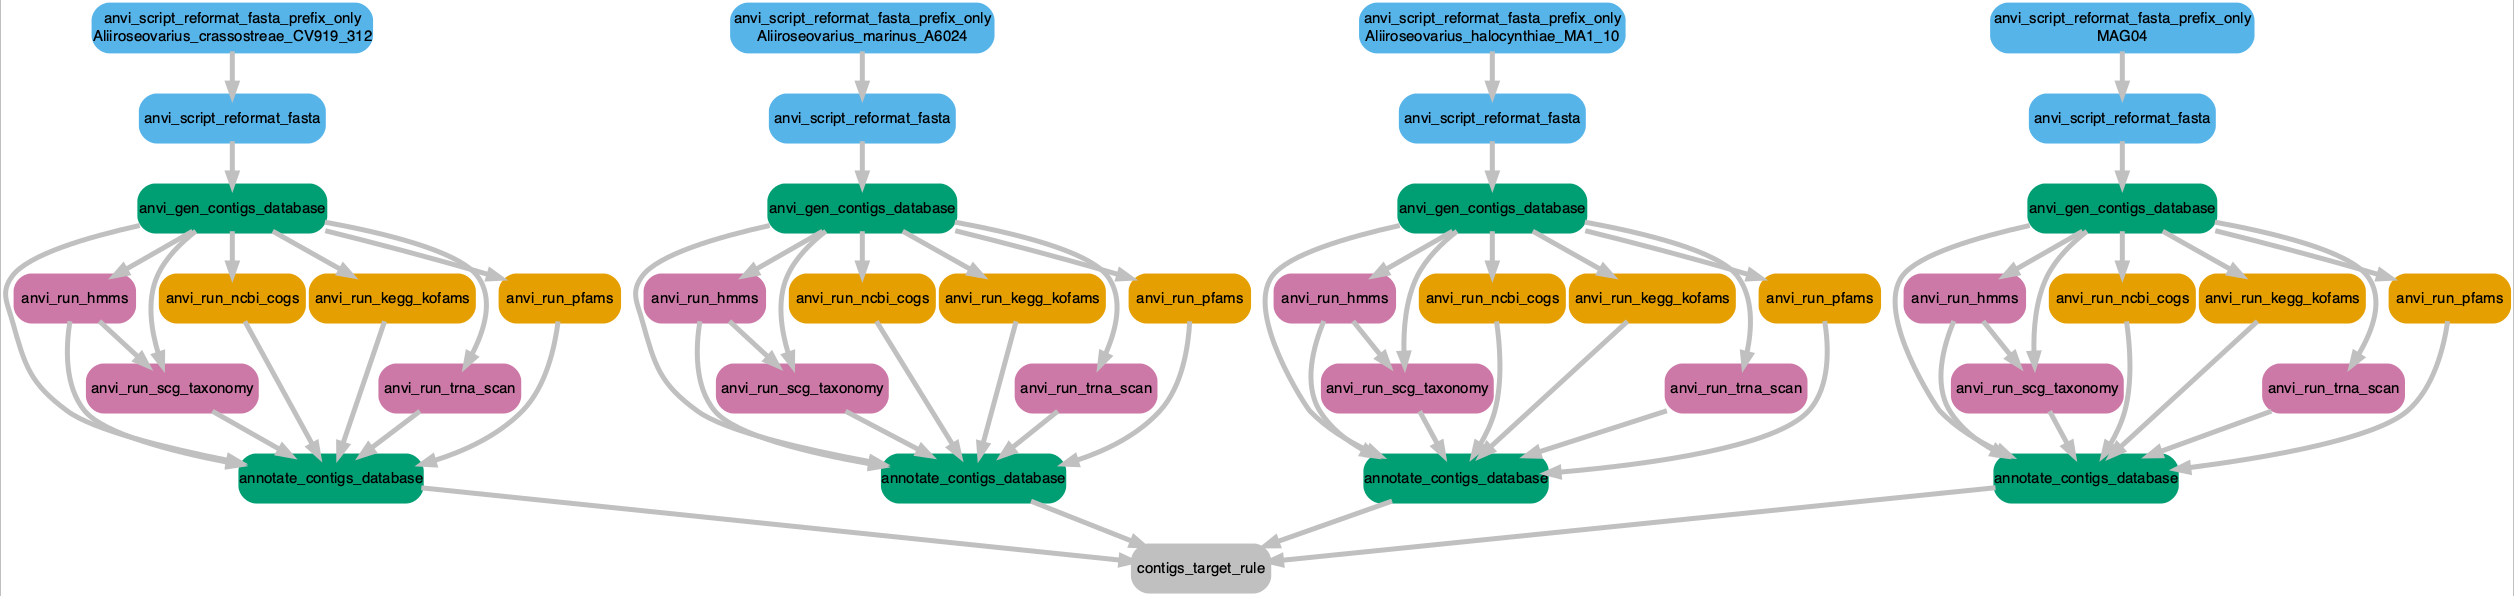 anvi_script_reformat_fasta_prefix_only
Aliiroseovarius_crassostreae_CV919_312
anvi_script_reformat_fasta_prefix_only
Aliiroseovarius_marinus_A6024
anvi_script_reformat_fasta_prefix_only
Aliiroseovarius_halocynthiae_MA1_10
anvi_script_reformat_fasta_prefix_only
MAG04
anvi_script_reformat_fasta
anvi_script_reformat_fasta
anvi_script_reformat_fasta
anvi_script_reformat_fasta
anvi_gen_contigs_database
anvi_gen_contigs_database
anvi_gen_contigs_database
anvi_gen_contigs_database
anvi_run_hmms
anvi_run_ncbi_cogs
anvi_run_kegg_kofams
anvi_run_pfams
anvi_run_hmms
anvi_run_ncbi_cogs
anvi_run_kegg_kofams
anvi_run_pfams
anvi_run_hmms
anvi_run_ncbi_cogs
anvi_run_kegg_kofams
anvi_run_pfams
anvi_run_hmms
anvi_run_ncbi_cogs
anvi_run_kegg_kofams
anvi_run_pfams
anvi_run_scg_taxonomy
anvi_run_trna_scan
anvi_run_scg_taxonomy
anvi_run_trna_scan
anvi_run_scg_taxonomy
anvi_run_trna_scan
anvi_run_scg_taxonomy
anvi_run_trna_scan
annotate_contigs_database
annotate_contigs_database
annotate_contigs_database
annotate_contigs_database
contigs_target_rule